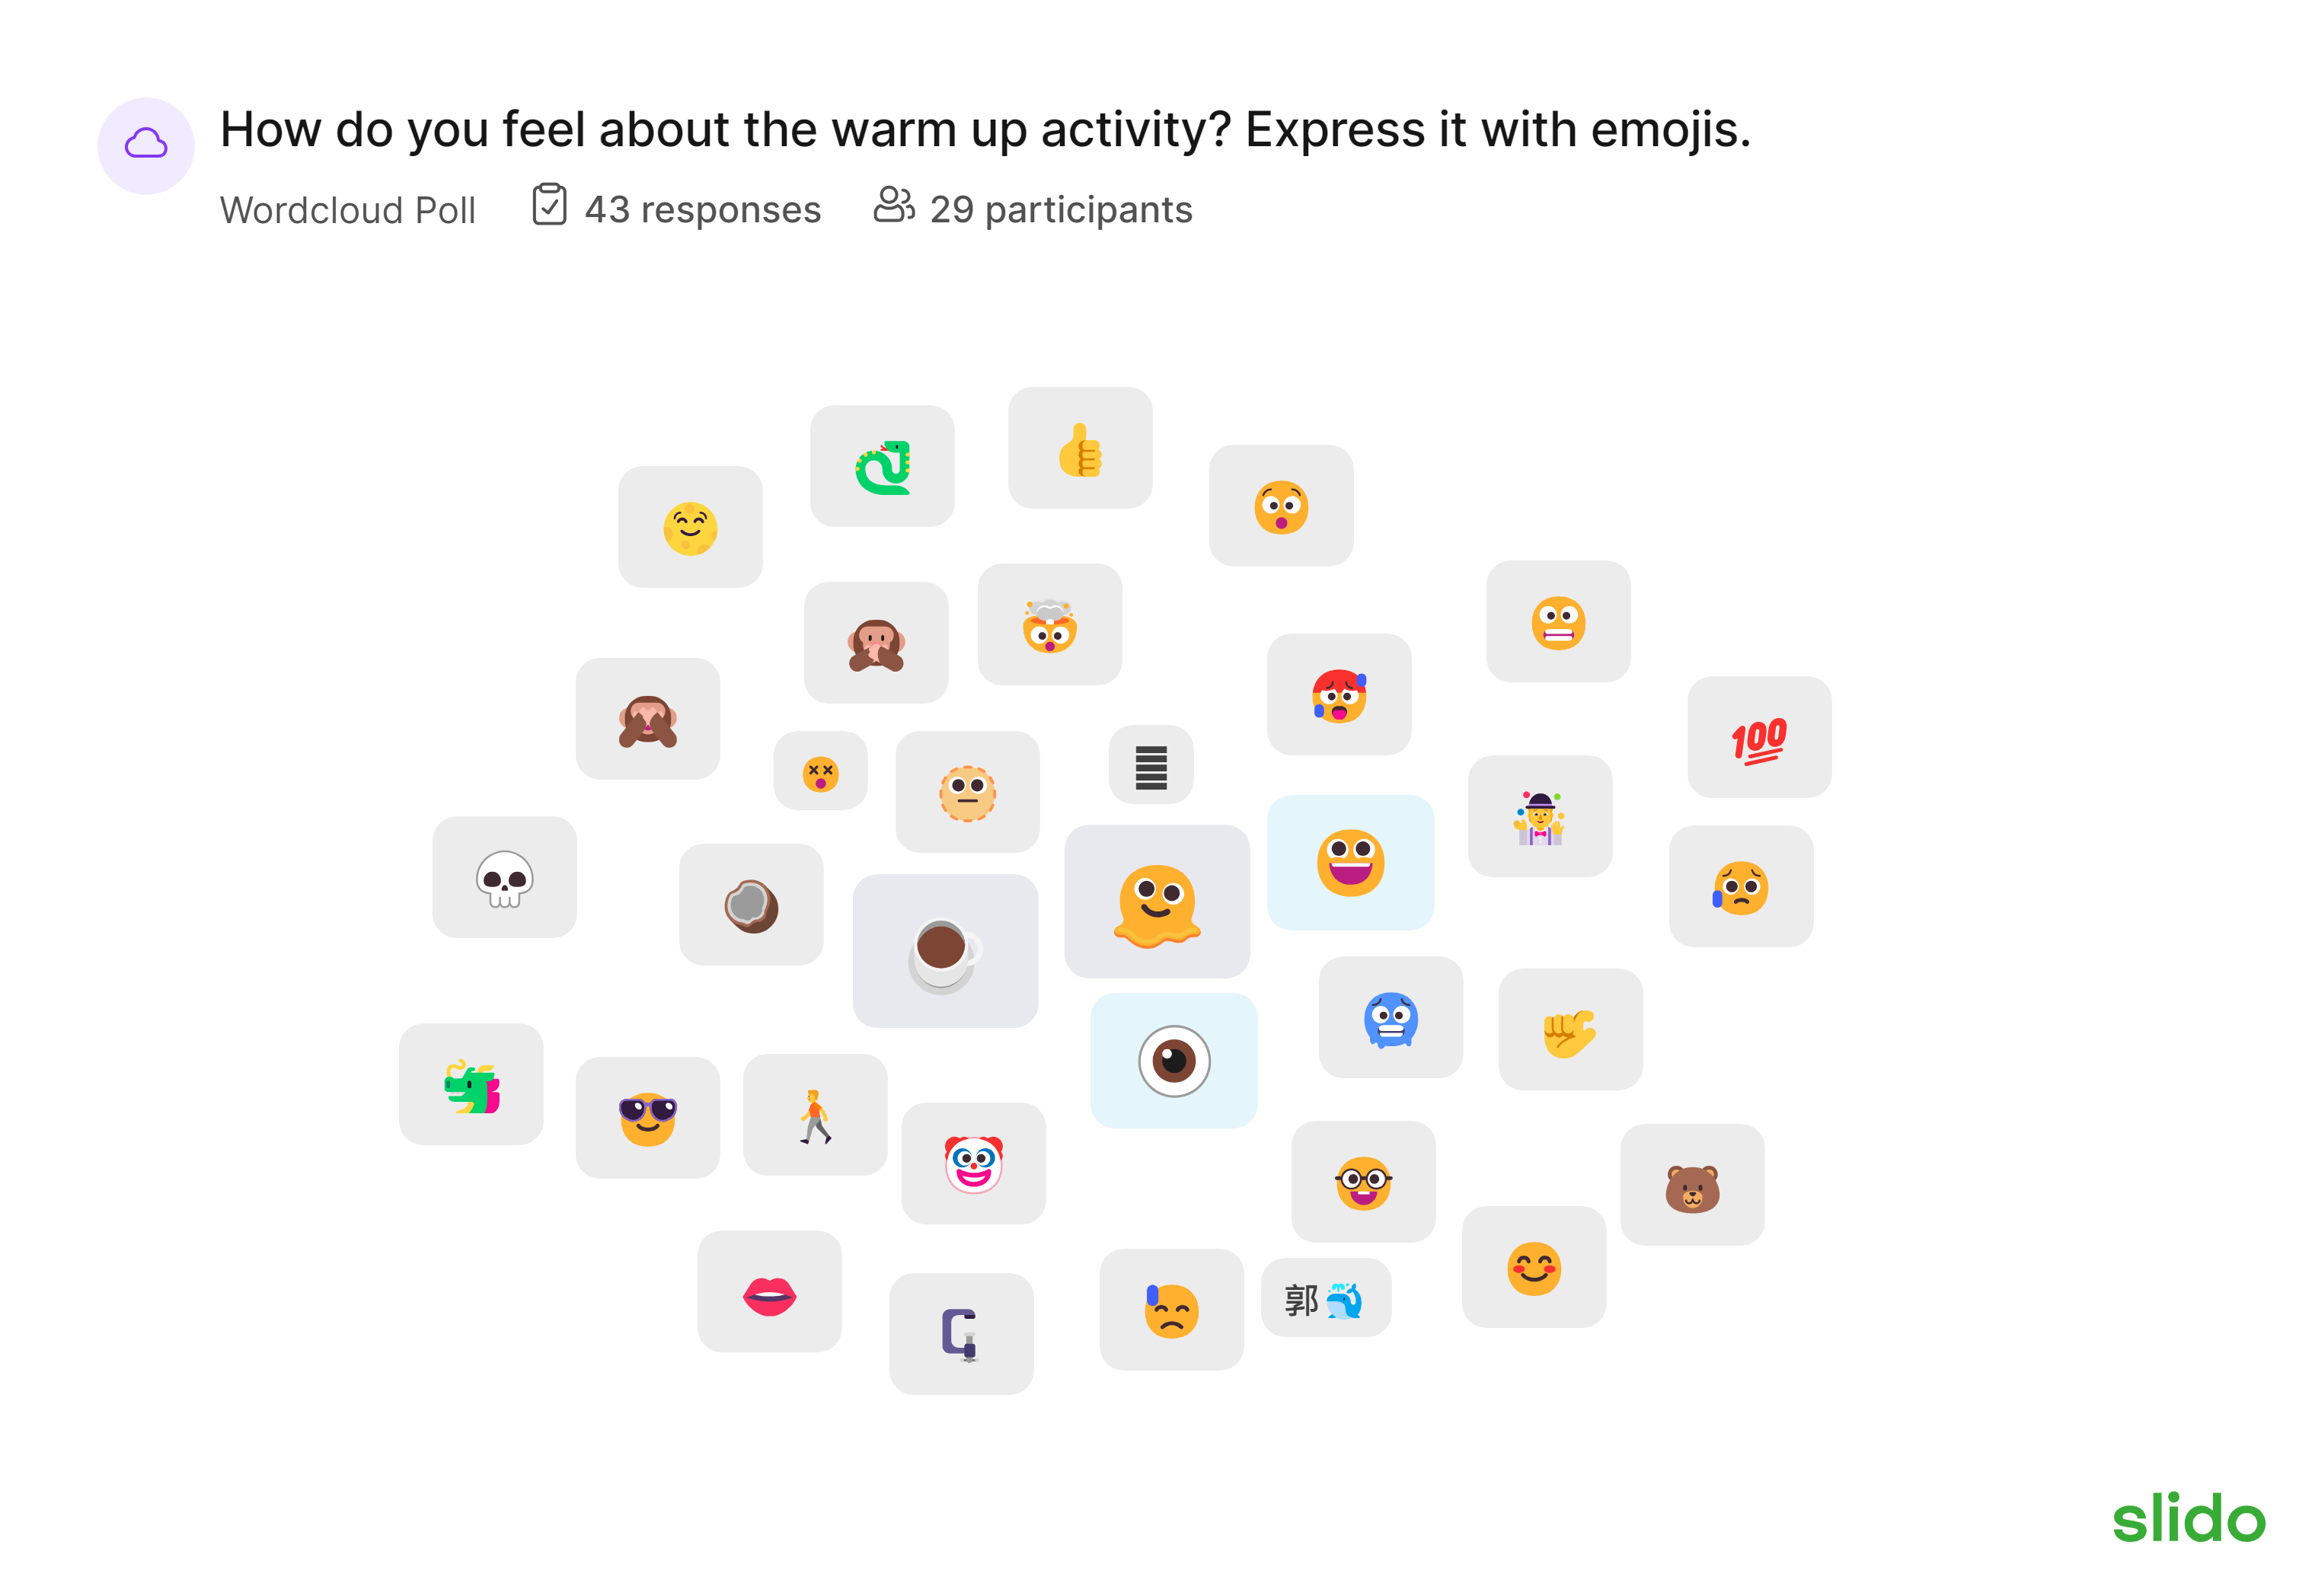 How do you feel about the warm up activity? Express it with emojis.
Wordcloud Poll 43 responses 29 participants
💯
郭🐳
slido